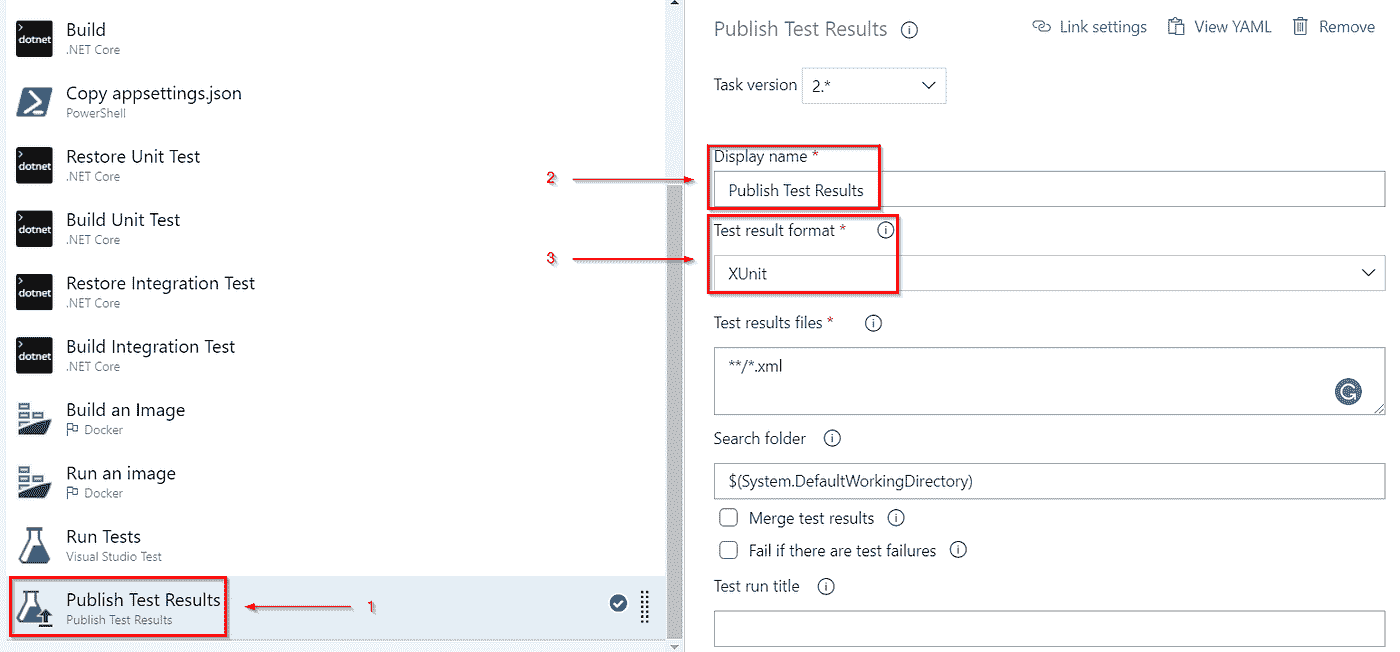 dotnet
Build
.NET Core
Copy appsettings.json
PowerShell
dotnet
Restore Unit Test
.NET Core
dotnet
Build Unit Test
.NET Core
dotnet
Restore Integration Test
.NET Core
dotnet
Build Integration Test
.NET Core
Build an Image
Docker
Run an image
Docker
Run Tests
Visual Studio Test
Publish Test Results
Publish Test Results
1
2
3
Publish Test Results
Link settings
View YAML
Remove
Task version
2.*
Display name *
Publish Test Results
Test result format *
XUnit
Test results files *
**/*.xml
Search folder
$(System.DefaultWorkingDirectory)
Merge test results
Fail if there are test failures
Test run title